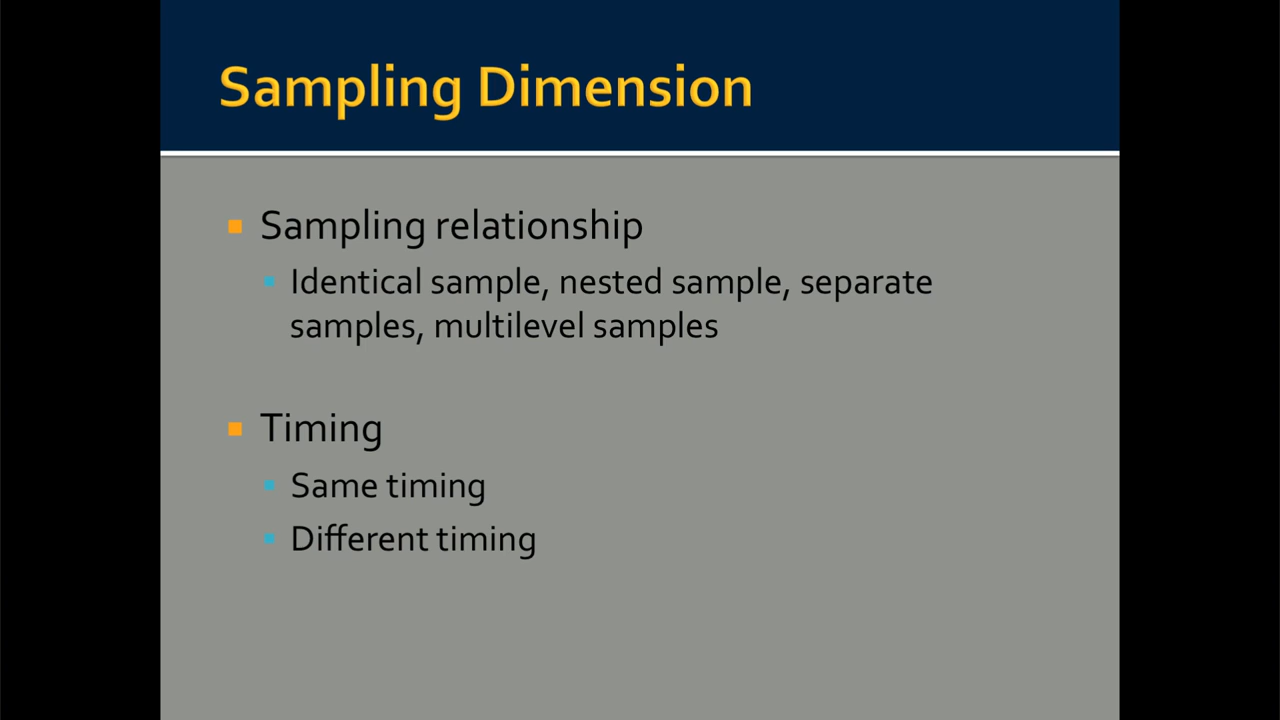 Sampling Dimension
Sampling relationship
Identical sample, nested sample, separate
samples, multilevel samples
Timing
Same timing
Different timing